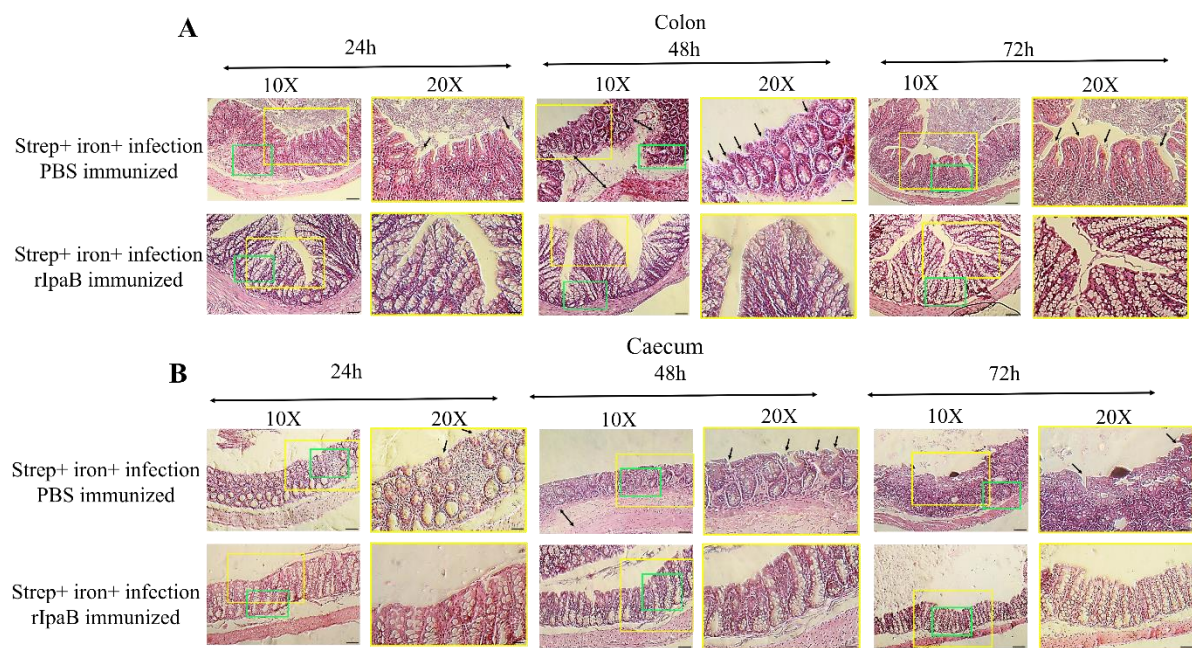 A
Colon
24h
48h
72h
10X
20X
10X
20X
10X
20X
Strep+ iron+ infection
PBS immunized
Strep+ iron+ infection
rIpaB immunized
B
Caecum
24h
48h
72h
10X
20X
10X
20X
10X
20X
Strep+ iron+ infection
PBS immunized
Strep+ iron+ infection
rIpaB immunized